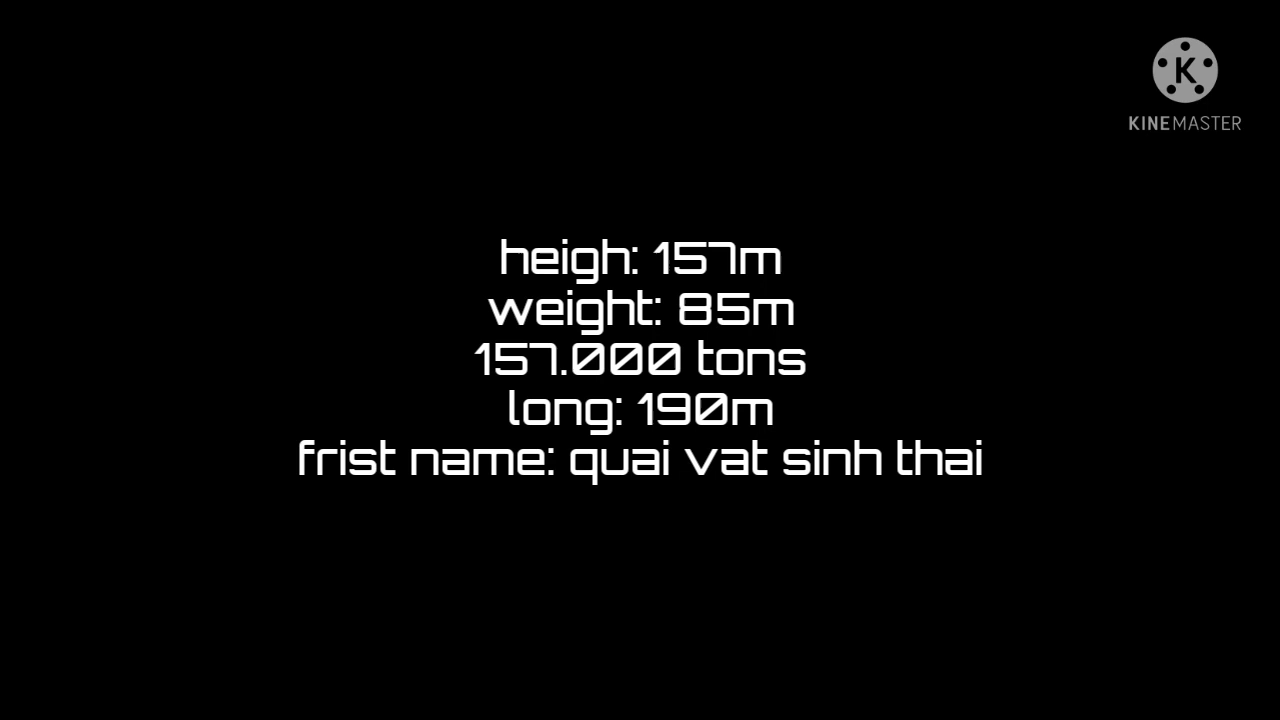 K
KINEMASTER
heigh: 157m
weight: 85m
157.000 tons
long: 190m
frist name: quai vat sinh thai